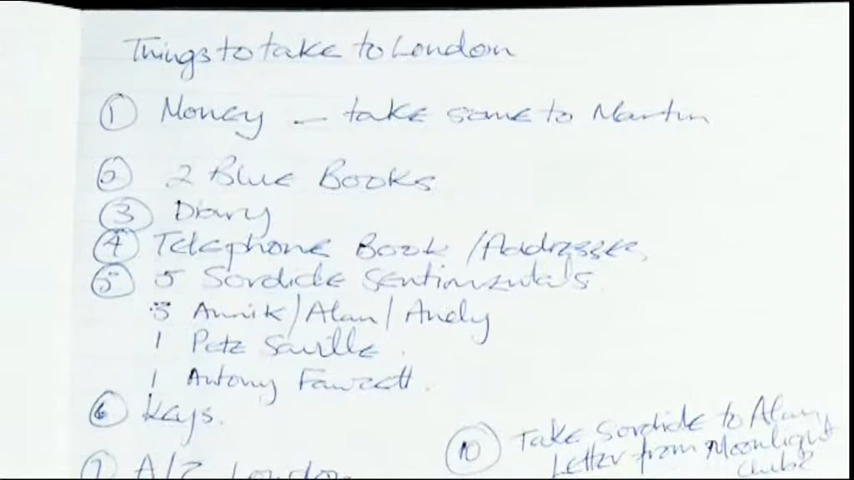 Things to take to London
① Money — take some to Martin
② 2 Blue Books
③ Diary
④ Telephone Book / Addresses
⑤ 5 Sordide Sentimentals
3 Annik / Alan / Andy
1 Pete Saville
1 Antony Fawcett.
⑥ Keys.
⑦ A/Z London
⑩ Take Sordide to Alan
Letter from Moonlight
Club?